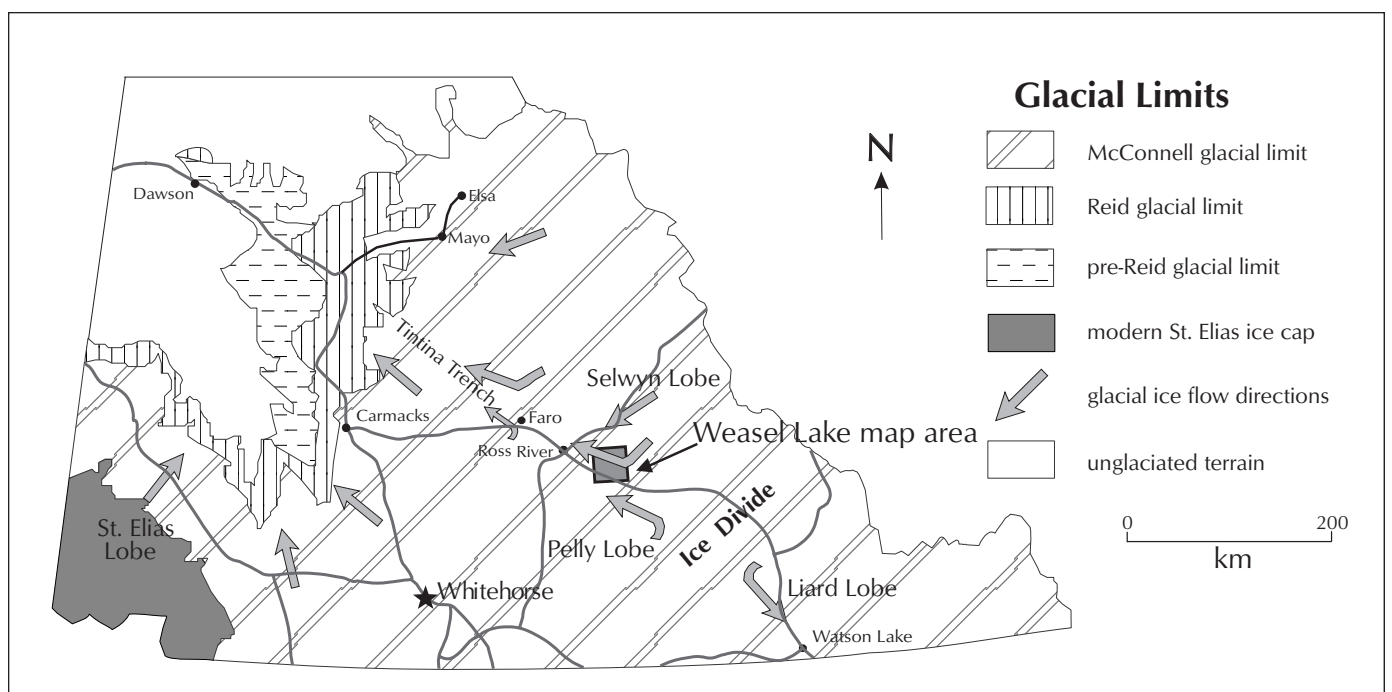 Glacial Limits
McConnell glacial limit
Reid glacial limit
pre-Reid glacial limit
modern St. Elias ice cap
glacial ice flow directions
unglaciated terrain
0 200
km
N
Dawson
Elsa
Mayo
Tintina Trench
Selwyn Lobe
Carmacks
Faro
Weasel Lake map area
Ross River
St. Elias
Lobe
Pelly Lobe
Ice Divide
Whitehorse
Liard Lobe
Watson Lake